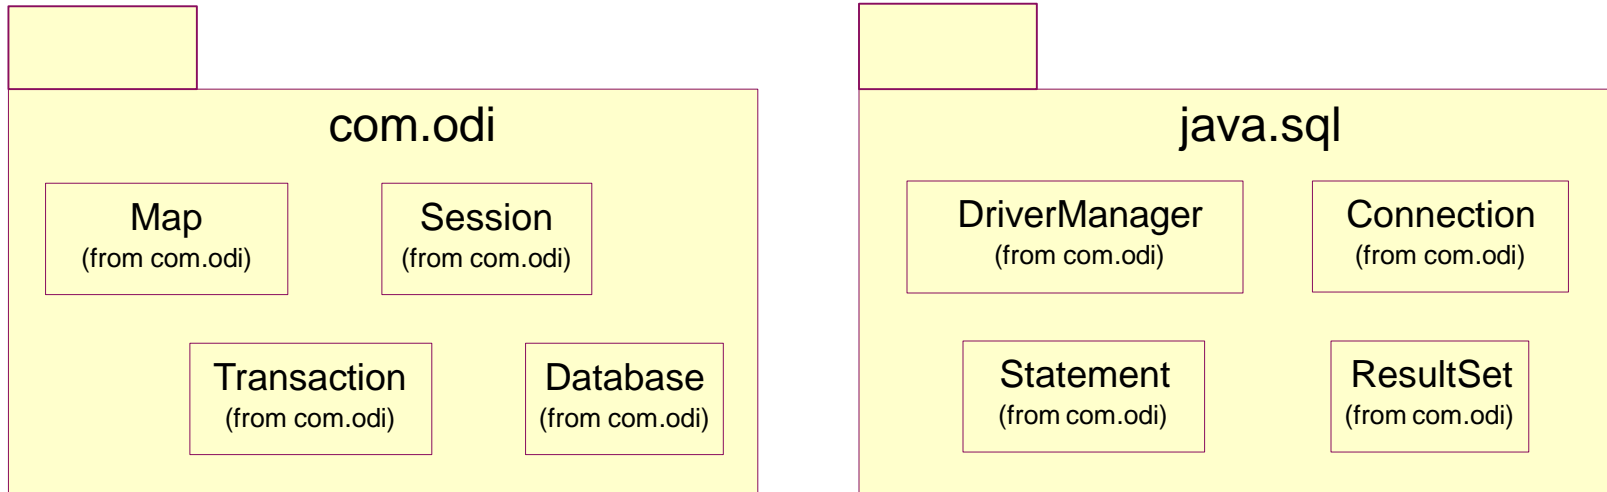 com.odi
Map
(from com.odi)
Session
(from com.odi)
Transaction
(from com.odi)
Database
(from com.odi)
java.sql
DriverManager
(from com.odi)
Connection
(from com.odi)
Statement
(from com.odi)
ResultSet
(from com.odi)